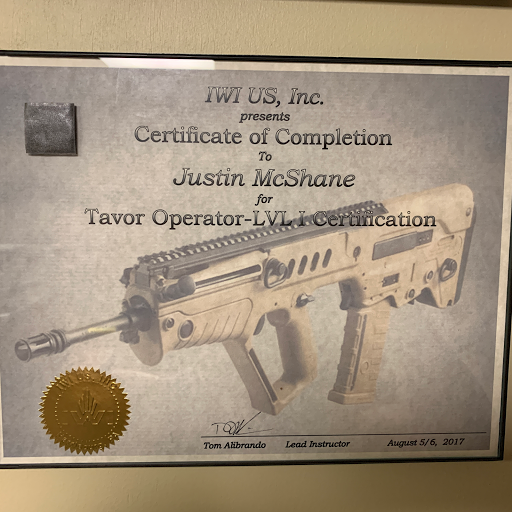 IWI US, Inc.
presents
Certificate of Completion
To
Justin McShane
for
Tavor Operator-LVL I Certification
Tom Alibrando Lead Instructor August 5/6, 2017